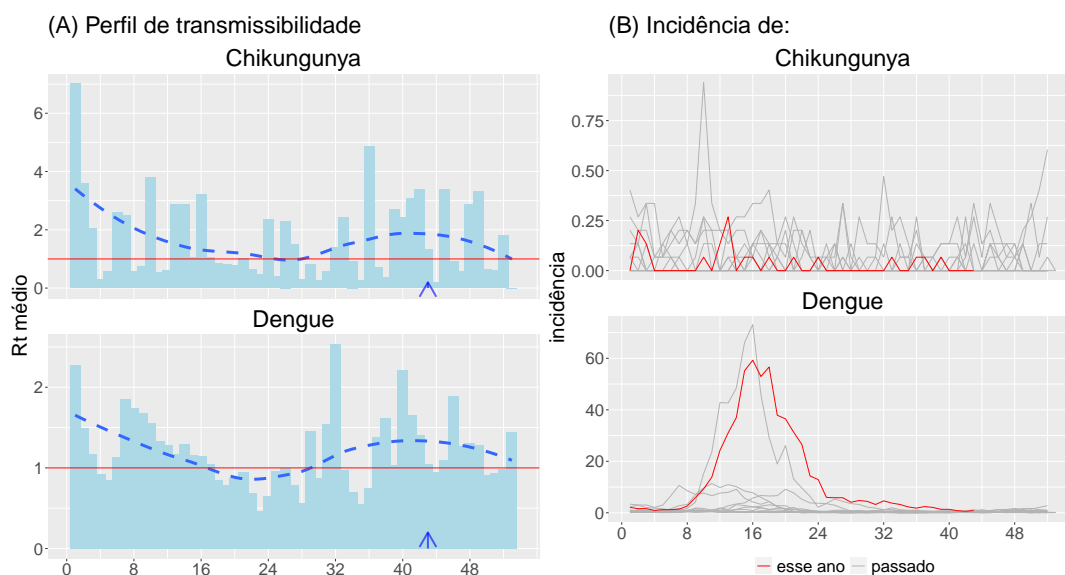 (A) Perfil de transmissibilidade
Chikungunya
6
4
2
0
Dengue
2
1
0
Rt médio
0 8 16 24 32 40 48
(B) Incidência de:
Chikungunya
0.75
0.50
0.25
0.00
Dengue
60
40
20
0
incidência
0 8 16 24 32 40 48
esse ano passado